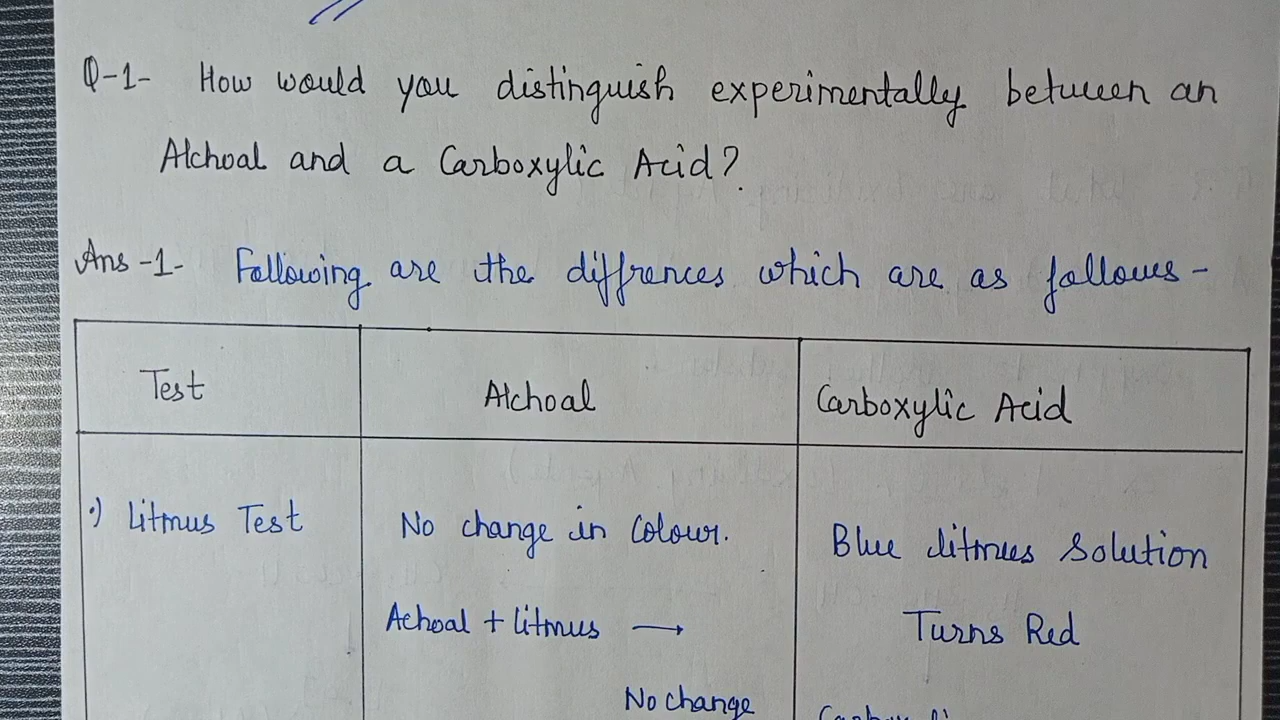 Q-1- How would you distinguish experimentally between an
Alchoal and a Carboxylic Acid?
Ans-1- Following are the diffrences which are as follows-
Test
Alchoal
Carboxylic Acid
•) Litmus Test
No change in Colour.
Blue litmus Solution
Achoal + litmus →
Turns Red
No change